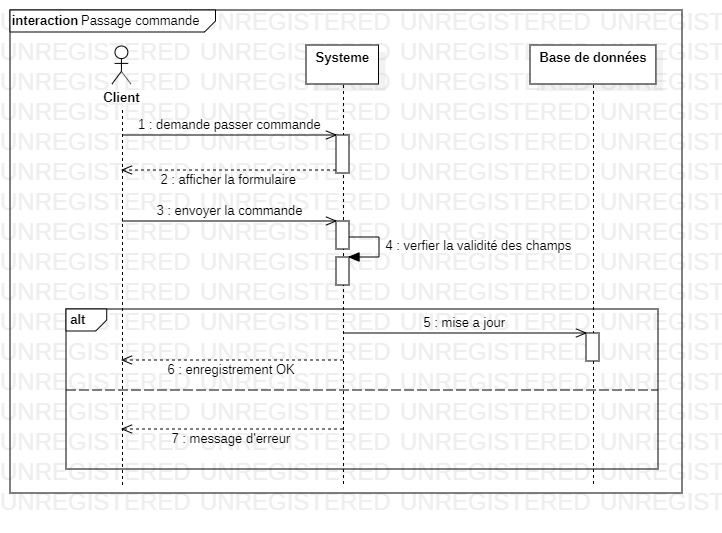 interaction Passage commande
Systeme
Base de données
Client
1 : demande passer commande
2 : afficher la formulaire
3 : envoyer la commande
4 : verfier la validité des champs
alt
5 : mise a jour
6 : enregistrement OK
7 : message d'erreur
UNREGISTERED UNREGISTERED UNREGISTERED UNREGIST